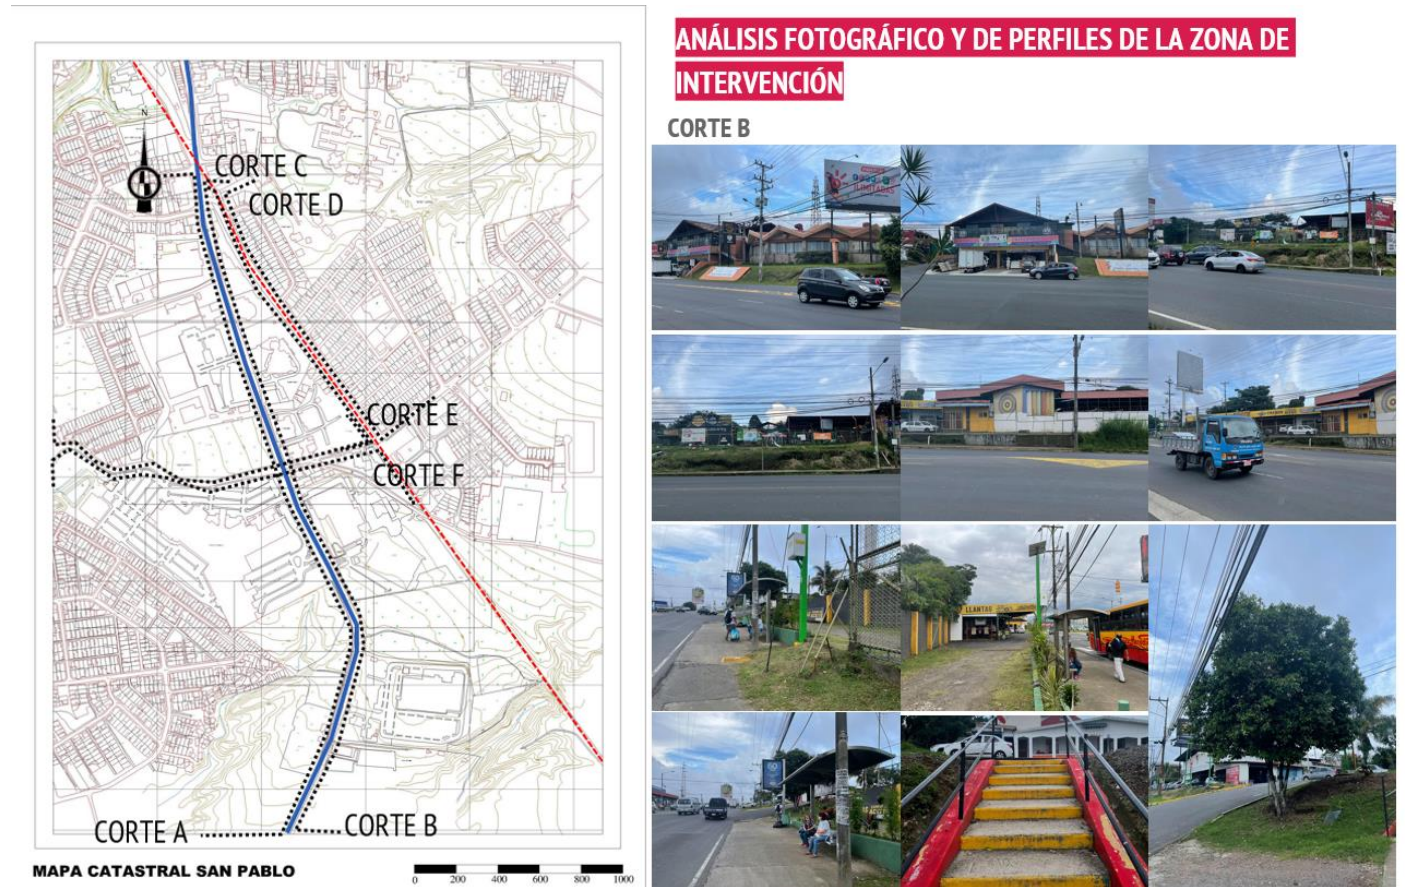 ANÁLISIS FOTOGRÁFICO Y DE PERFILES DE LA ZONA DE
INTERVENCIÓN
CORTE B
N
CORTE C
CORTE D
CORTE E
CORTE F
CORTE A
CORTE B
MAPA CATASTRAL SAN PABLO
0 200 400 600 800 1000
LLANTAS